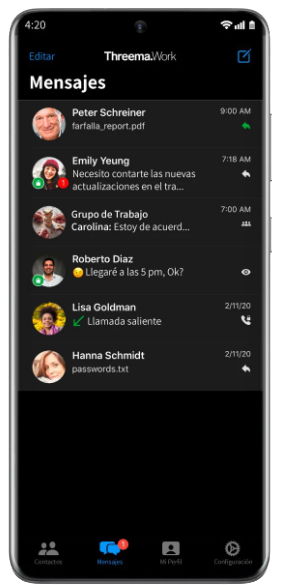 4:20
Editar
Threema.Work
Mensajes
Peter Schreiner
9:00 AM
farfalla_report.pdf
Emily Yeung
7:18 AM
Necesito contarte las nuevas
actualizaciones en el tra...
1
Grupo de Trabajo
7:00 AM
Carolina: Estoy de acuerd...
Roberto Diaz
Llegaré a las 5 pm, Ok?
Lisa Goldman
2/11/20
Llamada saliente
Hanna Schmidt
2/11/20
passwords.txt
3
Contactos
Mensajes
Mi Perfil
Configuración